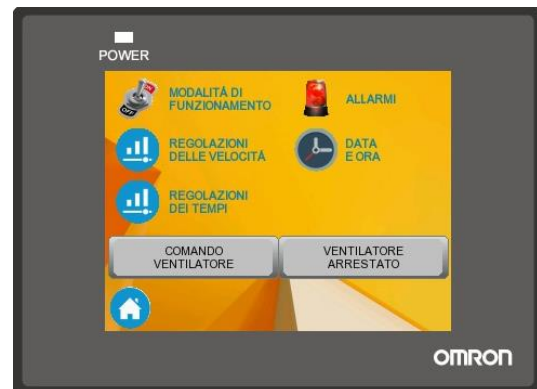 POWER
MODALITÁ DI
FUNZIONAMENTO
ALLARMI
REGOLAZIONI
DELLE VELOCITÁ
DATA
E ORA
REGOLAZIONI
DEI TEMPI
COMANDO
VENTILATORE
VENTILATORE
ARRESTATO
OMRON